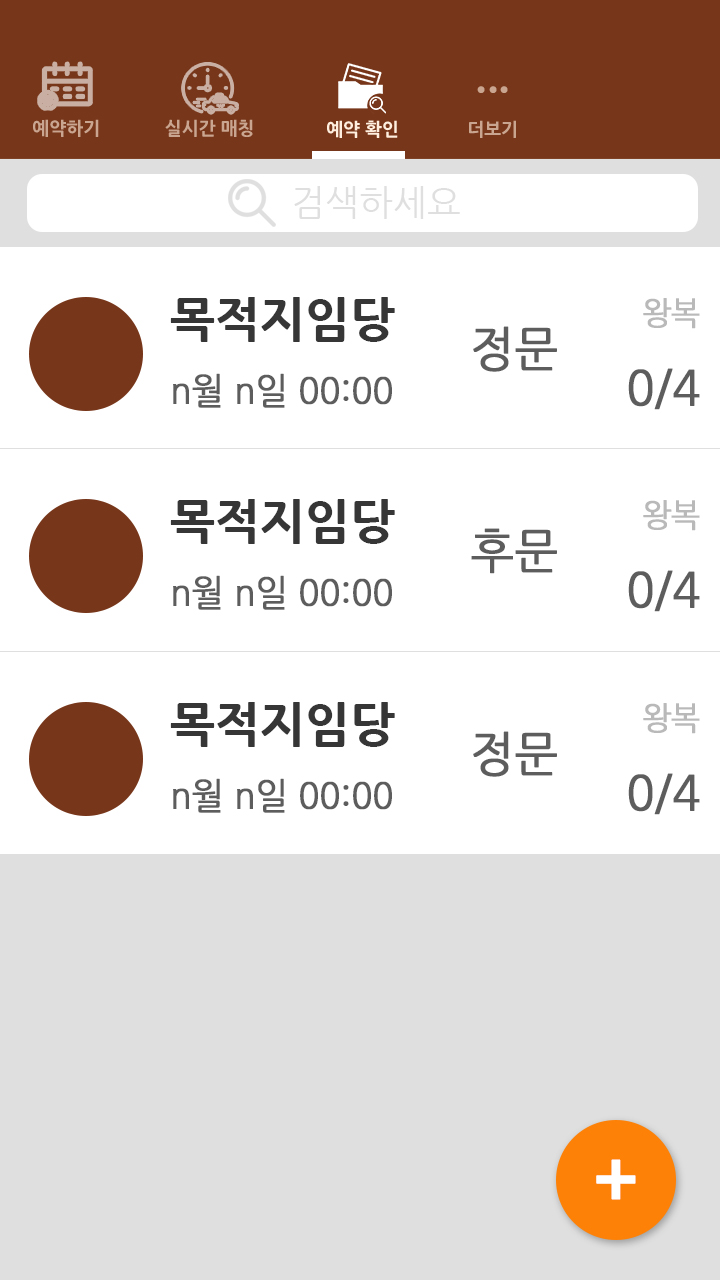 예약하기 실시간 매칭 예약 확인 더보기
검색하세요
목적지임당 정문 왕복
n월 n일 00:00 0/4
목적지임당 후문 왕복
n월 n일 00:00 0/4
목적지임당 정문 왕복
n월 n일 00:00 0/4